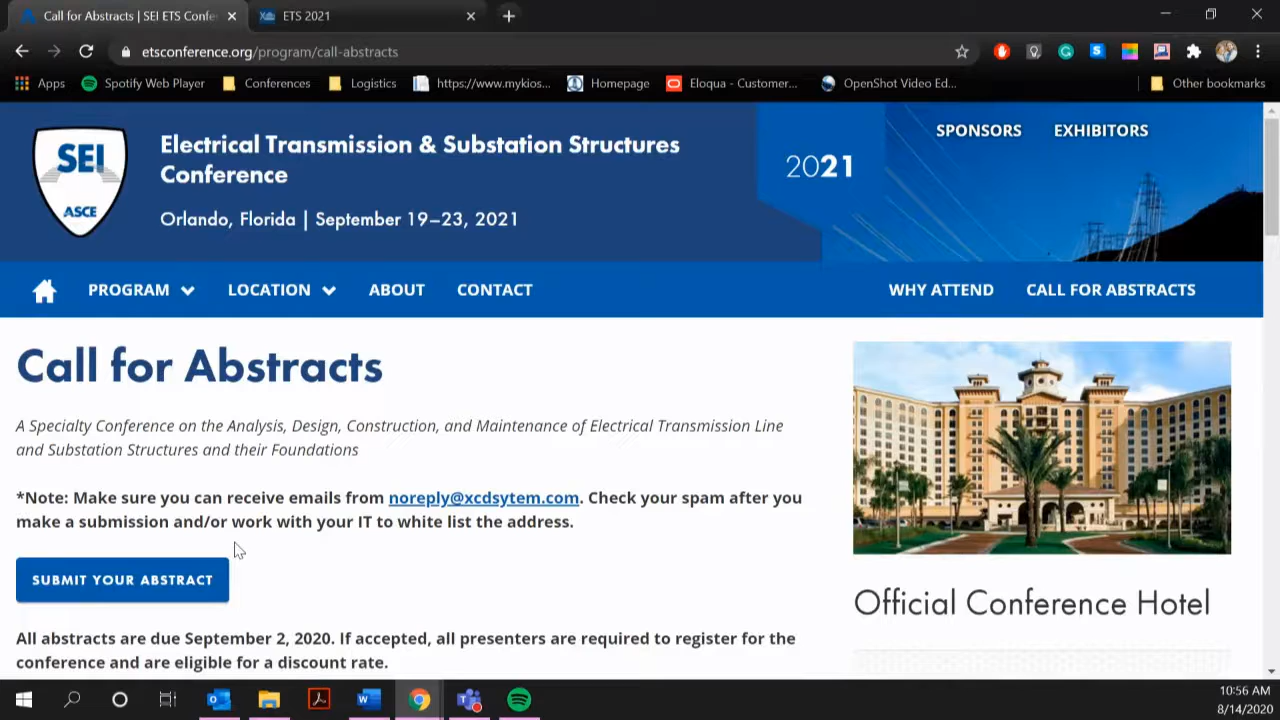 Call for Abstracts | SEI ETS Confe
ETS 2021
etsconference.org/program/call-abstracts
Apps
Spotify Web Player
Conferences
Logistics
https://www.mykios...
Homepage
Eloqua - Customer...
OpenShot Video Ed...
Other bookmarks
SEI
ASCE
Electrical Transmission & Substation Structures
Conference
Orlando, Florida | September 19–23, 2021
2021
SPONSORS
EXHIBITORS
PROGRAM
LOCATION
ABOUT
CONTACT
WHY ATTEND
CALL FOR ABSTRACTS
Call for Abstracts
A Specialty Conference on the Analysis, Design, Construction, and Maintenance of Electrical Transmission Line
and Substation Structures and their Foundations
*Note: Make sure you can receive emails from noreply@xcdsytem.com. Check your spam after you
make a submission and/or work with your IT to white list the address.
SUBMIT YOUR ABSTRACT
All abstracts are due September 2, 2020. If accepted, all presenters are required to register for the
conference and are eligible for a discount rate.
Official Conference Hotel
10:56 AM
8/14/2020